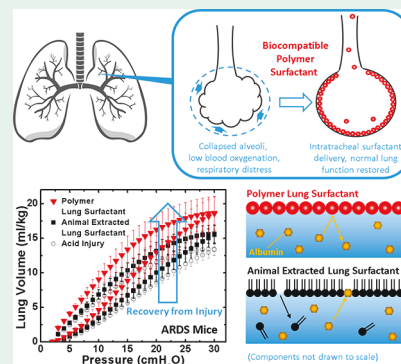 Biocompatible
Polymer
Surfactant
Collapsed alveoli,
low blood oxygenation,
respiratory distress
Intratracheal surfactant
delivery, normal lung
function restored
Lung Volume (ml/kg)
20
15
10
5
0
Polymer
Lung Surfactant
Animal Extracted
Lung Surfactant
Acid Injury
Recovery from Injury
ARDS Mice
5 10 15 20 25 30
Pressure (cmH O)
Polymer Lung Surfactant
Albumin
Animal Extracted Lung Surfactant
(Components not drawn to scale)